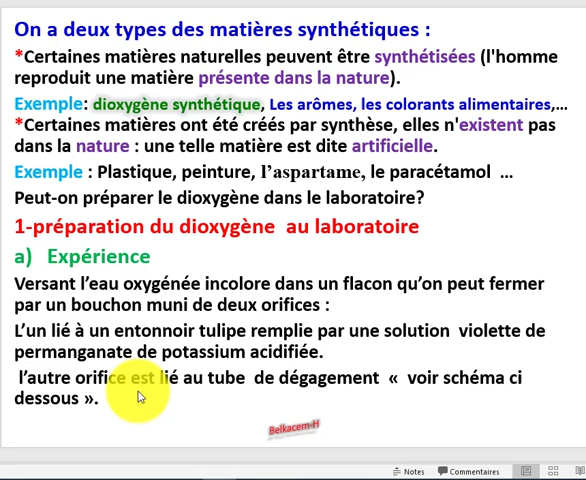 On a deux types des matières synthétiques :
*Certaines matières naturelles peuvent être synthétisées (l'homme
reproduit une matière présente dans la nature).
Exemple: dioxygène synthétique, Les arômes, les colorants alimentaires,...
*Certaines matières ont été créés par synthèse, elles n'existent pas
dans la nature : une telle matière est dite artificielle.
Exemple : Plastique, peinture, l'aspartame, le paracétamol ...
Peut-on préparer le dioxygène dans le laboratoire?
1-préparation du dioxygène au laboratoire
a) Expérience
Versant l'eau oxygénée incolore dans un flacon qu'on peut fermer
par un bouchon muni de deux orifices :
L'un lié à un entonnoir tulipe remplie par une solution violette de
permanganate de potassium acidifiée.
l'autre orifice est lié au tube de dégagement « voir schéma ci
dessous ».
Belkacem-H
Notes Commentaires